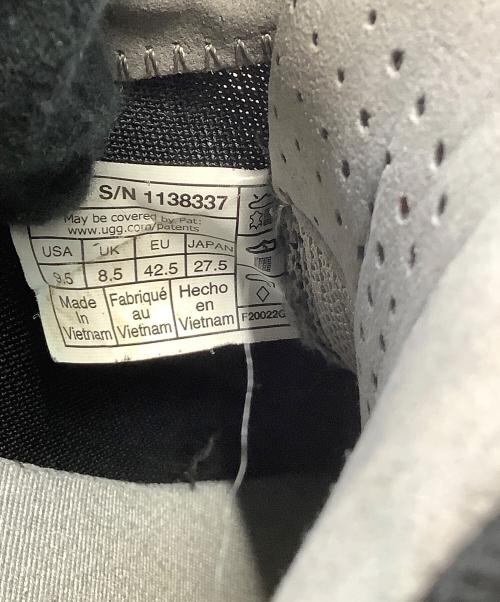 S/N 1138337
May be covered by Pat:
www.ugg.com/patents
USA UK EU JAPAN
9.5 8.5 42.5 27.5
Made In Vietnam
Fabriqué au Vietnam
Hecho en Vietnam
F20022G